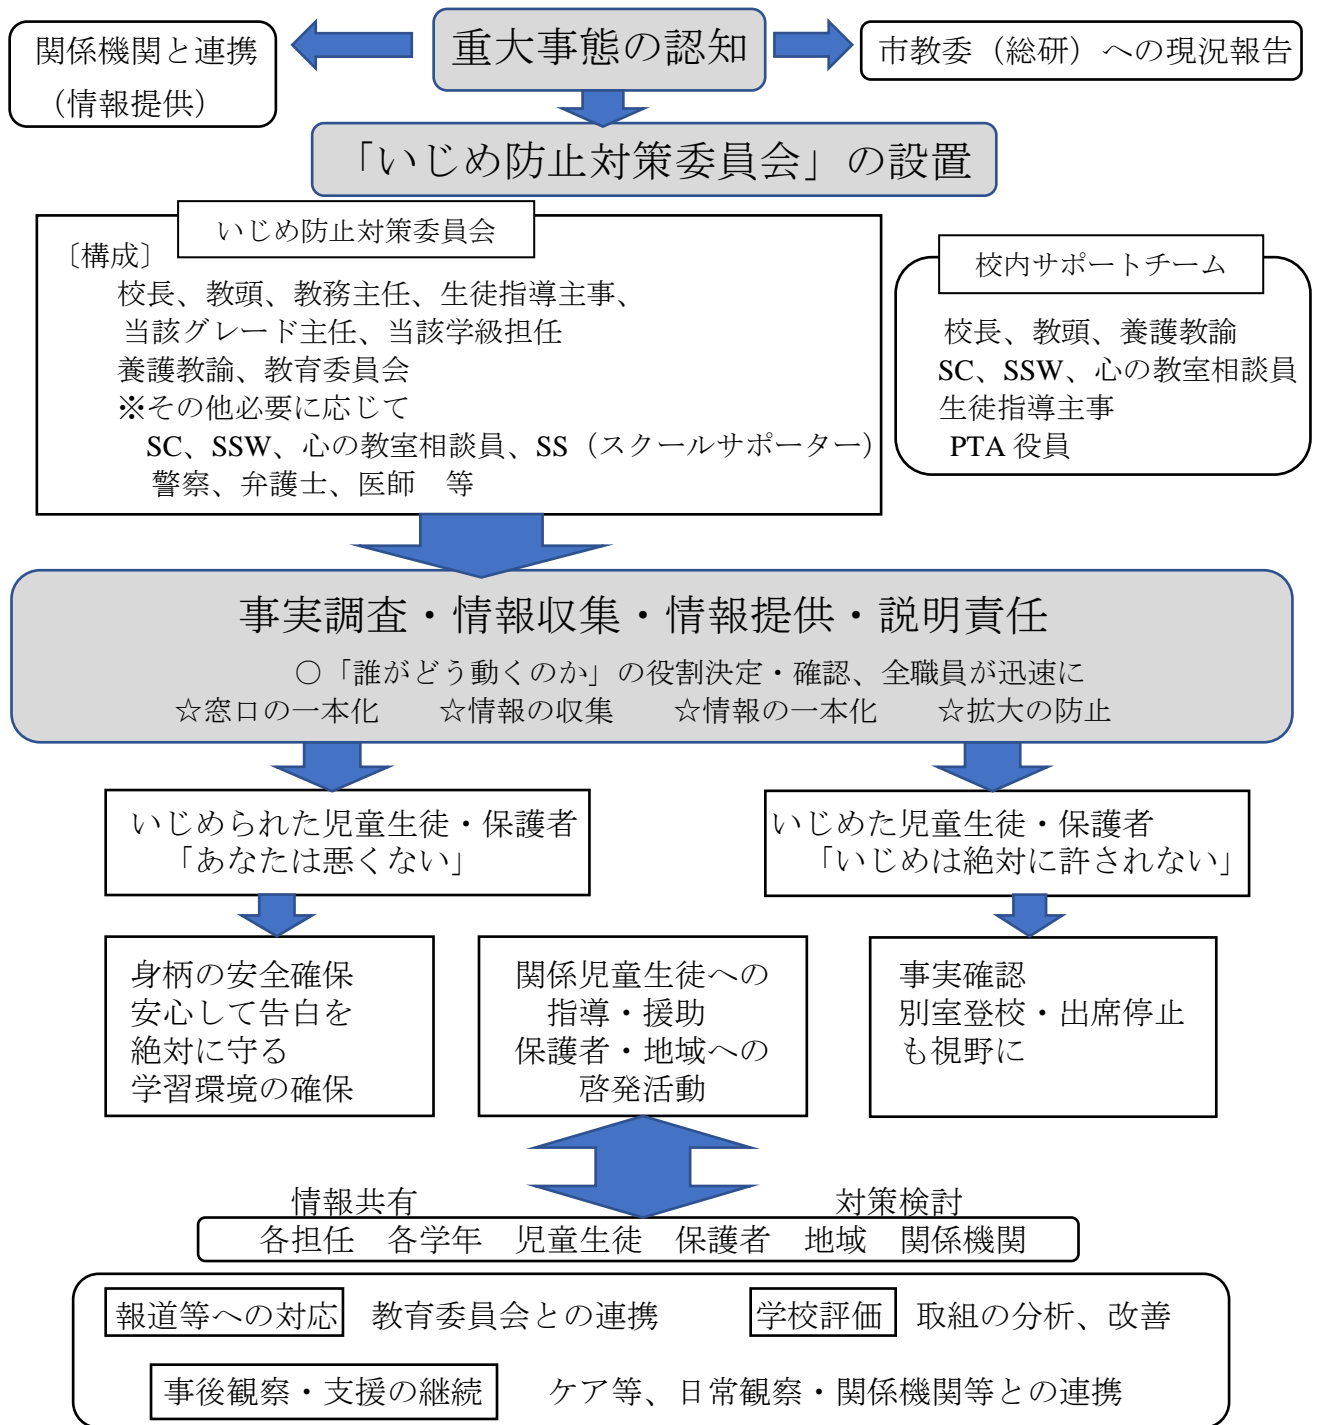 重大事態の認知
関係機関と連携
（情報提供）
市教委（総研）への現況報告
「いじめ防止対策委員会」の設置
いじめ防止対策委員会
〔構成〕
校長、教頭、教務主任、生徒指導主事、
当該グレード主任、当該学級担任
養護教諭、教育委員会
※その他必要に応じて
SC、SSW、心の教室相談員、SS（スクールサポーター）
警察、弁護士、医師　等
校内サポートチーム
校長、教頭、養護教諭
SC、SSW、心の教室相談員
生徒指導主事
PTA 役員
事実調査・情報収集・情報提供・説明責任
○「誰がどう動くのか」の役割決定・確認、全職員が迅速に
☆窓口の一本化　　☆情報の収集　　☆情報の一本化　　☆拡大の防止
いじめられた児童生徒・保護者
「あなたは悪くない」
いじめた児童生徒・保護者
「いじめは絶対に許されない」
身柄の安全確保
安心して告白を
絶対に守る
学習環境の確保
関係児童生徒への
指導・援助
保護者・地域への
啓発活動
事実確認
別室登校・出席停止
も視野に
情報共有　　対策検討
各担任　各学年　児童生徒　保護者　地域　関係機関
報道等への対応　教育委員会との連携　　学校評価　取組の分析、改善
事後観察・支援の継続　　ケア等、日常観察・関係機関等との連携